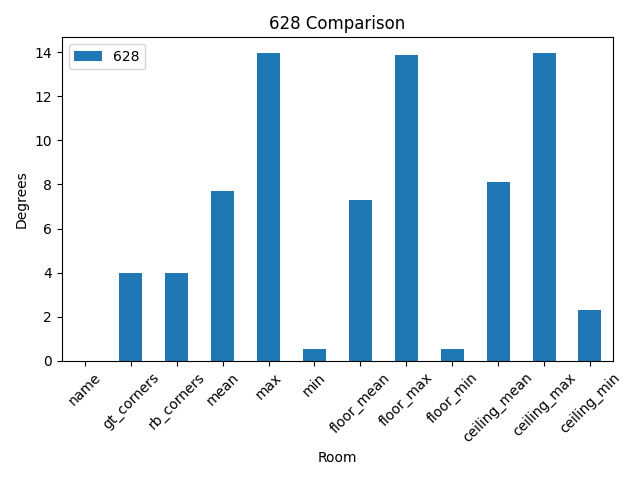 628 Comparison
628
Degrees
14
12
10
8
6
4
2
0
name
gt_corners
rb_corners
mean
max
min
floor_mean
floor_max
floor_min
ceiling_mean
ceiling_max
ceiling_min
Room